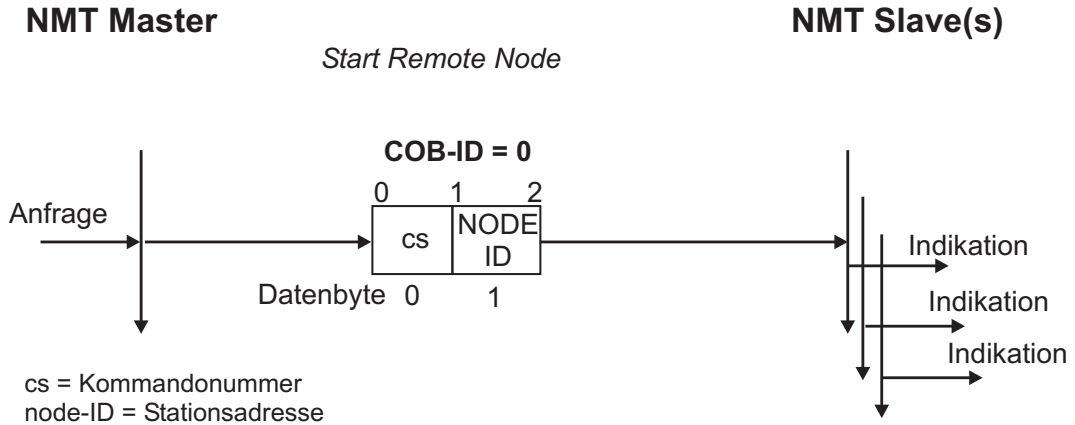 NMT Master
NMT Slave(s)
Start Remote Node
COB-ID = 0
0 1 2
Anfrage
cs
NODE
ID
Datenbyte 0 1
Indikation
Indikation
Indikation
cs = Kommandonummer
node-ID = Stationsadresse